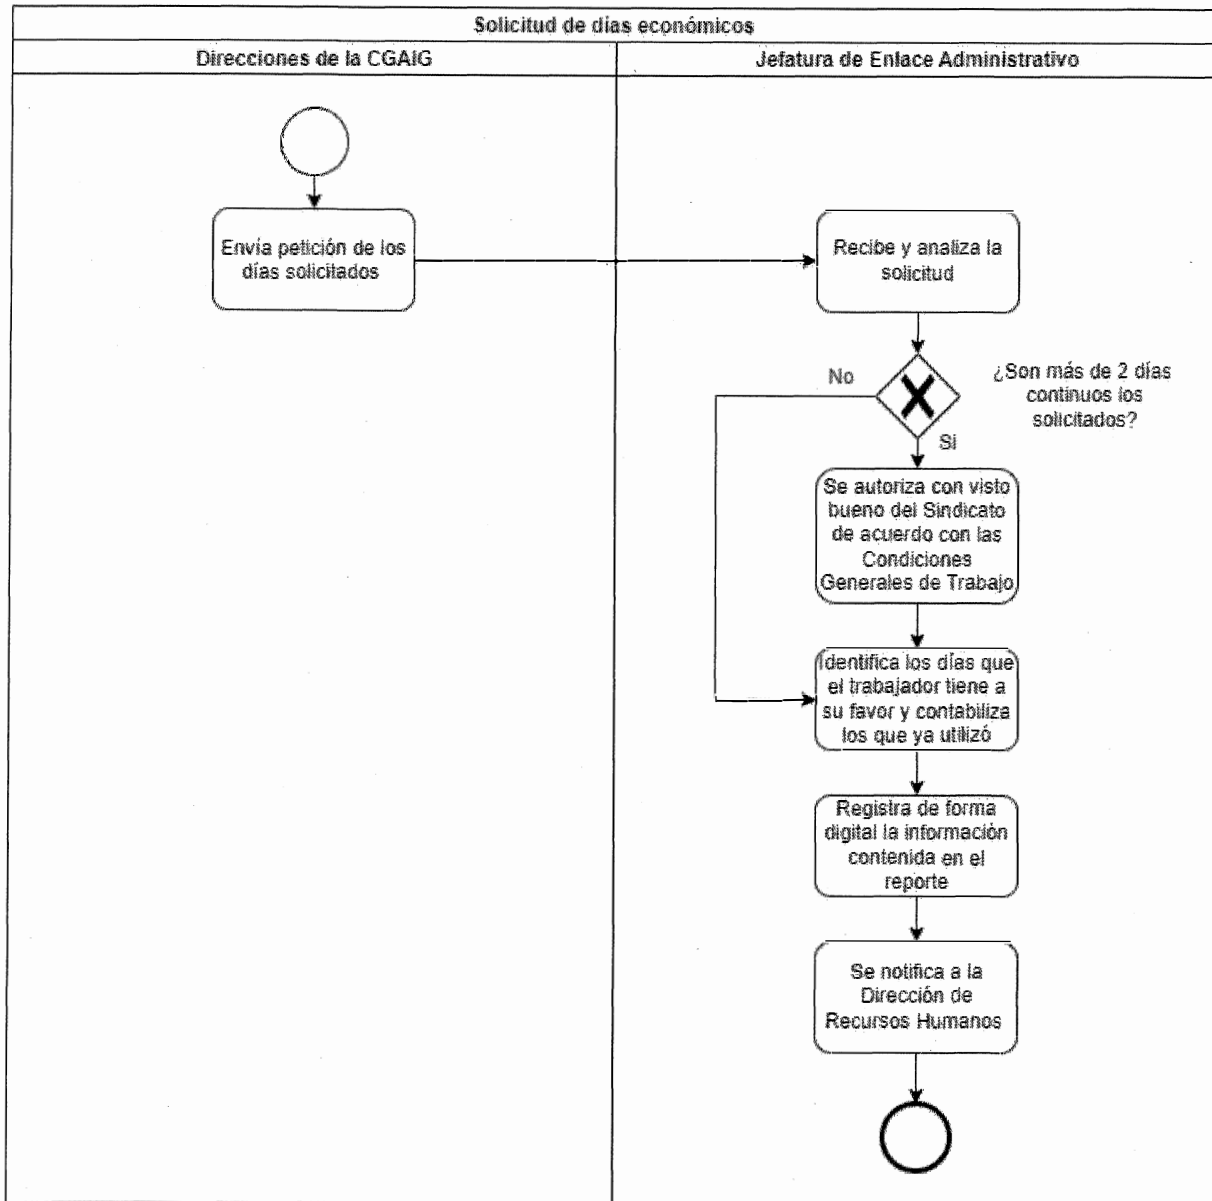 Solicitud de días económicos
Direcciones de la CGAIG
Jefatura de Enlace Administrativo
Envía petición de los
días solicitados
Recibe y analiza la
solicitud
No
¿Son más de 2 días
continuos los
solicitados?
Si
Se autoriza con visto
bueno del Sindicato
de acuerdo con las
Condiciones
Generales de Trabajo
Identifica los días que
el trabajador tiene a
su favor y contabiliza
los que ya utilizó
Registra de forma
digital la información
contenida en el
reporte
Se notifica a la
Dirección de
Recursos Humanos